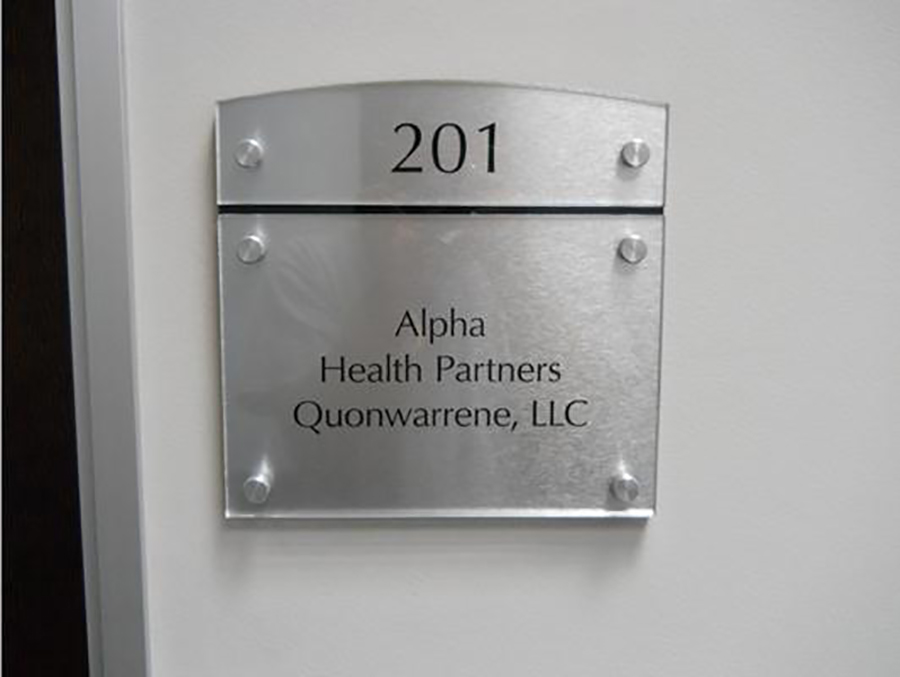 201
Alpha
Health Partners
Quonwarrene, LLC